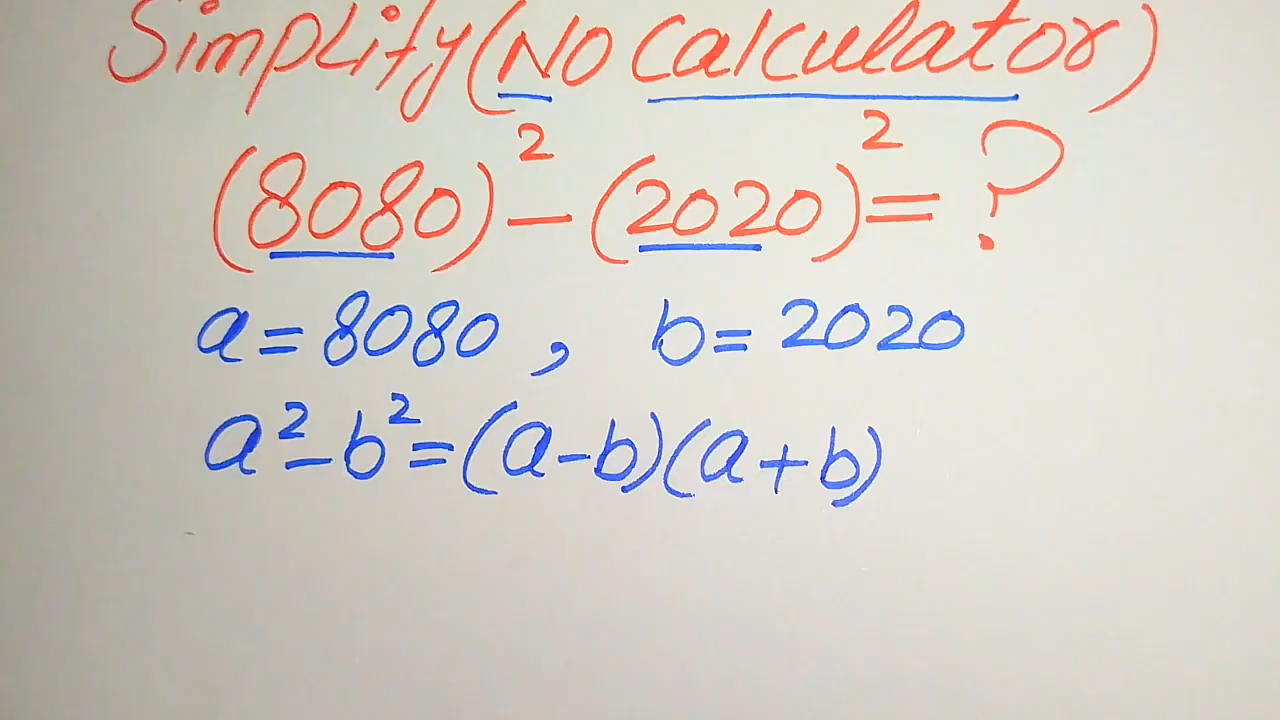 Simplify(No Calculator)
(8080)² – (2020)² = ?
a = 8080 , b = 2020
a² – b² = (a – b)(a + b)